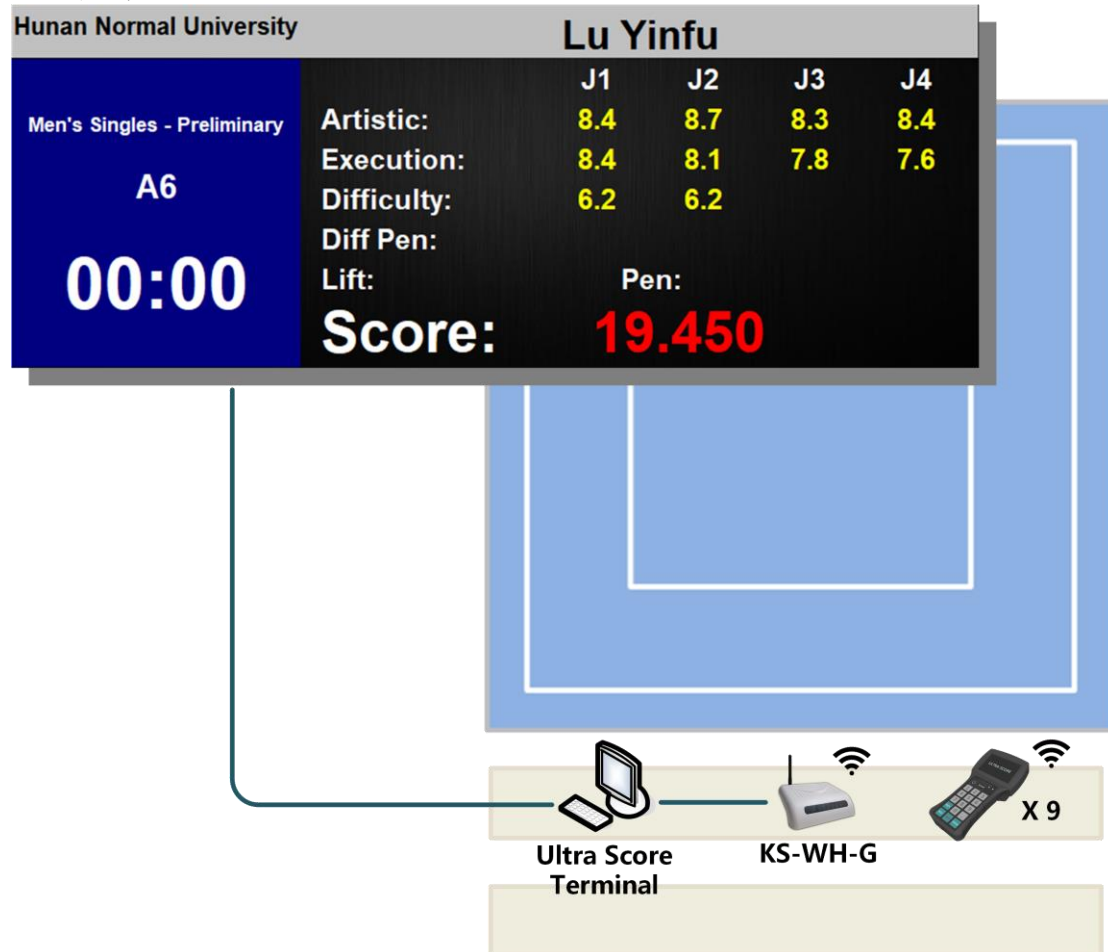 Hunan Normal University
Lu Yinfu
Men's Singles - Preliminary
A6
00:00
J1 J2 J3 J4
Artistic: 8.4 8.7 8.3 8.4
Execution: 8.4 8.1 7.8 7.6
Difficulty: 6.2 6.2
Diff Pen:
Lift: Pen:
Score: 19.450
X 9
Ultra Score
Terminal
KS-WH-G